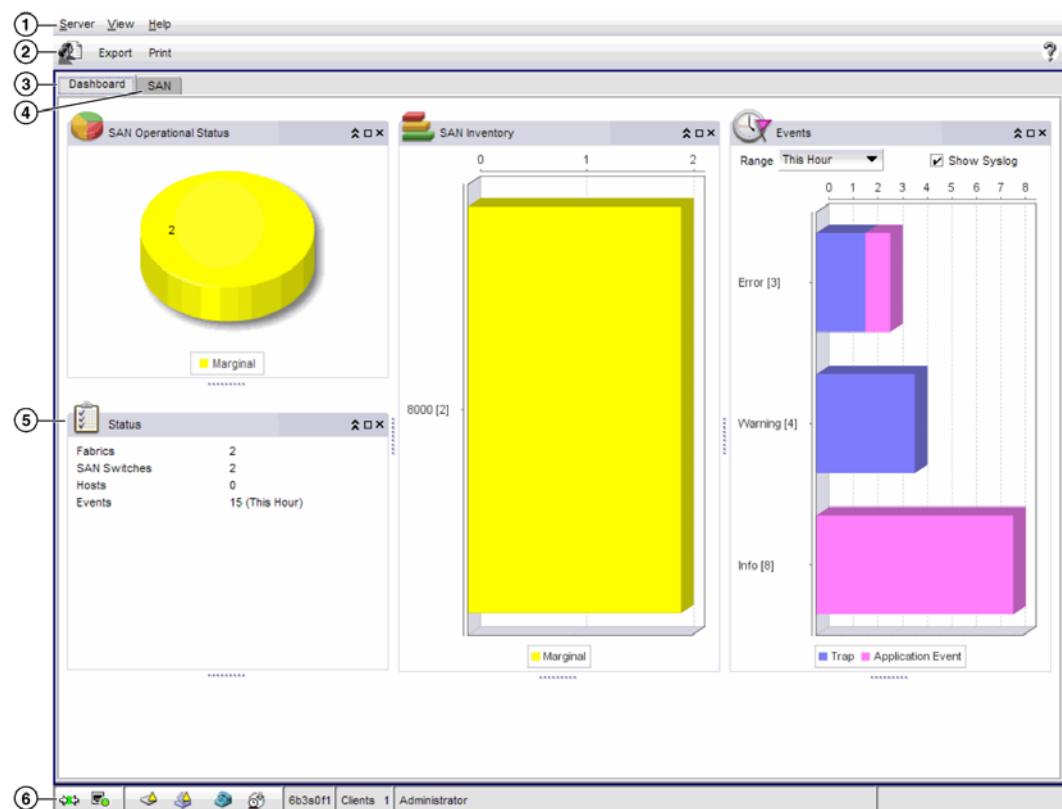 1
Server View Help
2
Export Print
3
Dashboard SAN
4
SAN Operational Status
2
Marginal
SAN Inventory
0 1 2
8000 [2]
Marginal
Events
Range This Hour Show Syslog
0 1 2 3 4 5 6 7 8
Error [3]
Warning [4]
Info [8]
Trap Application Event
5
Status
Fabrics 2
SAN Switches 2
Hosts 0
Events 15 (This Hour)
6
6b3s0f1 Clients 1 Administrator